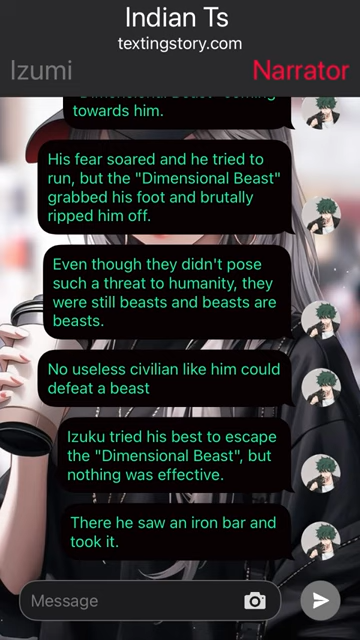 Indian Ts
textingstory.com
Izumi
Narrator
"Dimensional Beast" coming
towards him.
His fear soared and he tried to
run, but the "Dimensional Beast"
grabbed his foot and brutally
ripped him off.
Even though they didn't pose
such a threat to humanity, they
were still beasts and beasts are
beasts.
No useless civilian like him could
defeat a beast
Izuku tried his best to escape
the "Dimensional Beast", but
nothing was effective.
There he saw an iron bar and
took it.
Message